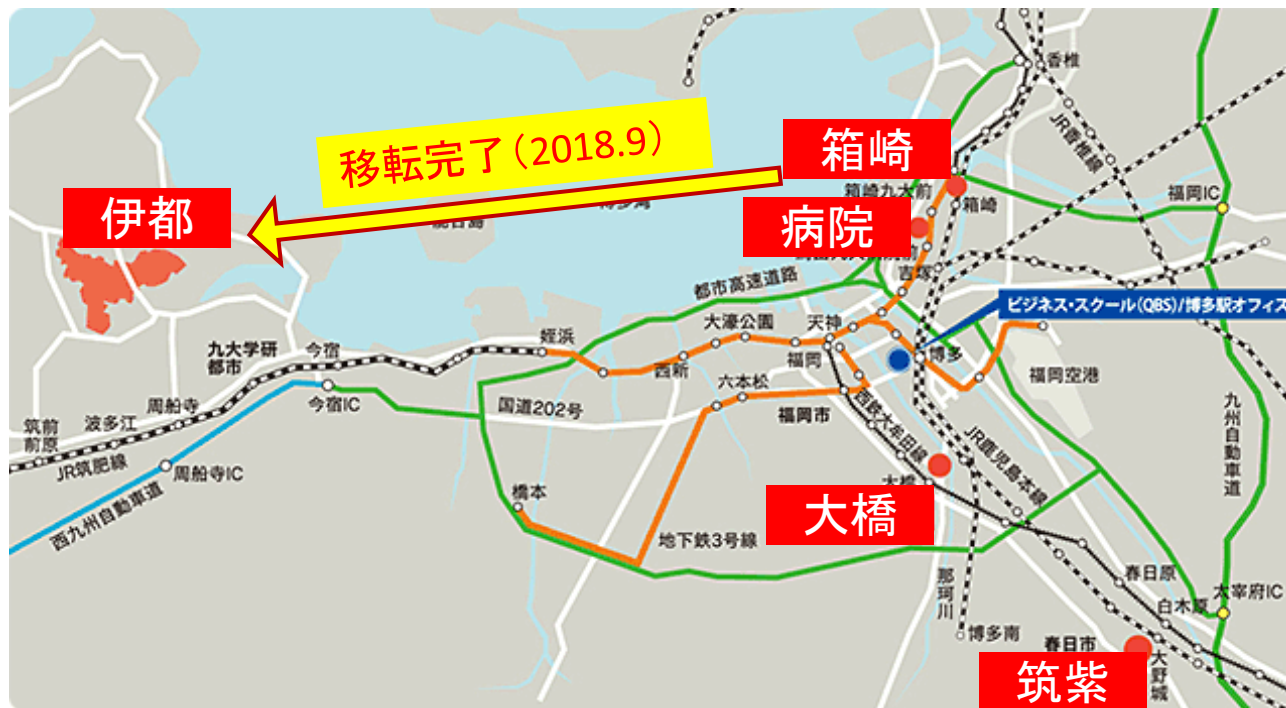 香椎
JR香椎線
移転完了(2018.9)
箱崎
箱崎九大前
箱崎
福岡IC
伊都
病院
吉塚
都市高速道路
ビジネス・スクール(QBS)/博多駅オフィス
大濠公園
天神
姪浜
九大学研
都市
今宿
西新
福岡
博多
福岡空港
六本松
今宿IC
周船寺
国道202号
福岡市
西鉄大牟田線
九州自動車道
筑前
前原
波多江
JR筑肥線
周船寺IC
JR鹿児島本線
橋本
大橋
西九州自動車道
地下鉄3号線
那珂川
春日原
白木原
太宰府IC
博多南
春日市
大野城
筑紫